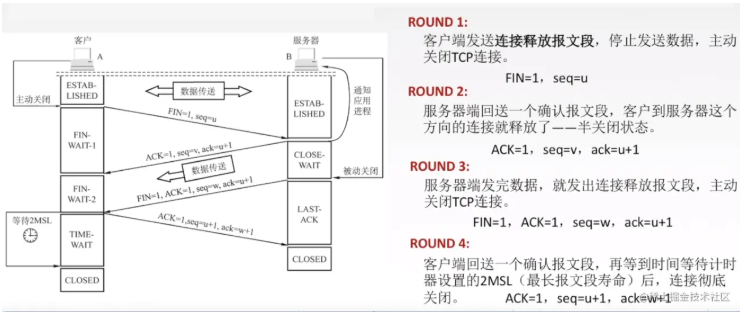 客户
服务器
A
B
ESTAB-
LISHED
数据传送
ESTAB-
LISHED
通知
应用
进程
主动关闭
FIN=1, seq=u
FIN-
WAIT-1
ACK=1, seq=v, ack=u+1
CLOSE-
WAIT
数据传送
被动关闭
FIN-
WAIT-2
FIN=1, ACK=1, seq=w, ack=u+1
LAST-
ACK
等待2MSL
ACK=1,seq=u+1, ack=w+1
TIME-
WAIT
CLOSED
CLOSED
ROUND 1:
客户端发送连接释放报文段，停止发送数据，主动
关闭TCP连接。
FIN=1，seq=u
ROUND 2:
服务器端回送一个确认报文段，客户到服务器这个
方向的连接就释放了——半关闭状态。
ACK=1，seq=v，ack=u+1
ROUND 3:
服务器端发完数据，就发出连接释放报文段，主动
关闭TCP连接。
FIN=1，ACK=1，seq=w，ack=u+1
ROUND 4:
客户端回送一个确认报文段，再等到时间等待计时
器设置的2MSL（最长报文段寿命）后，连接彻底
关闭。 ACK=1，seq=u+1，ack=w+1
@稀土掘金技术社区